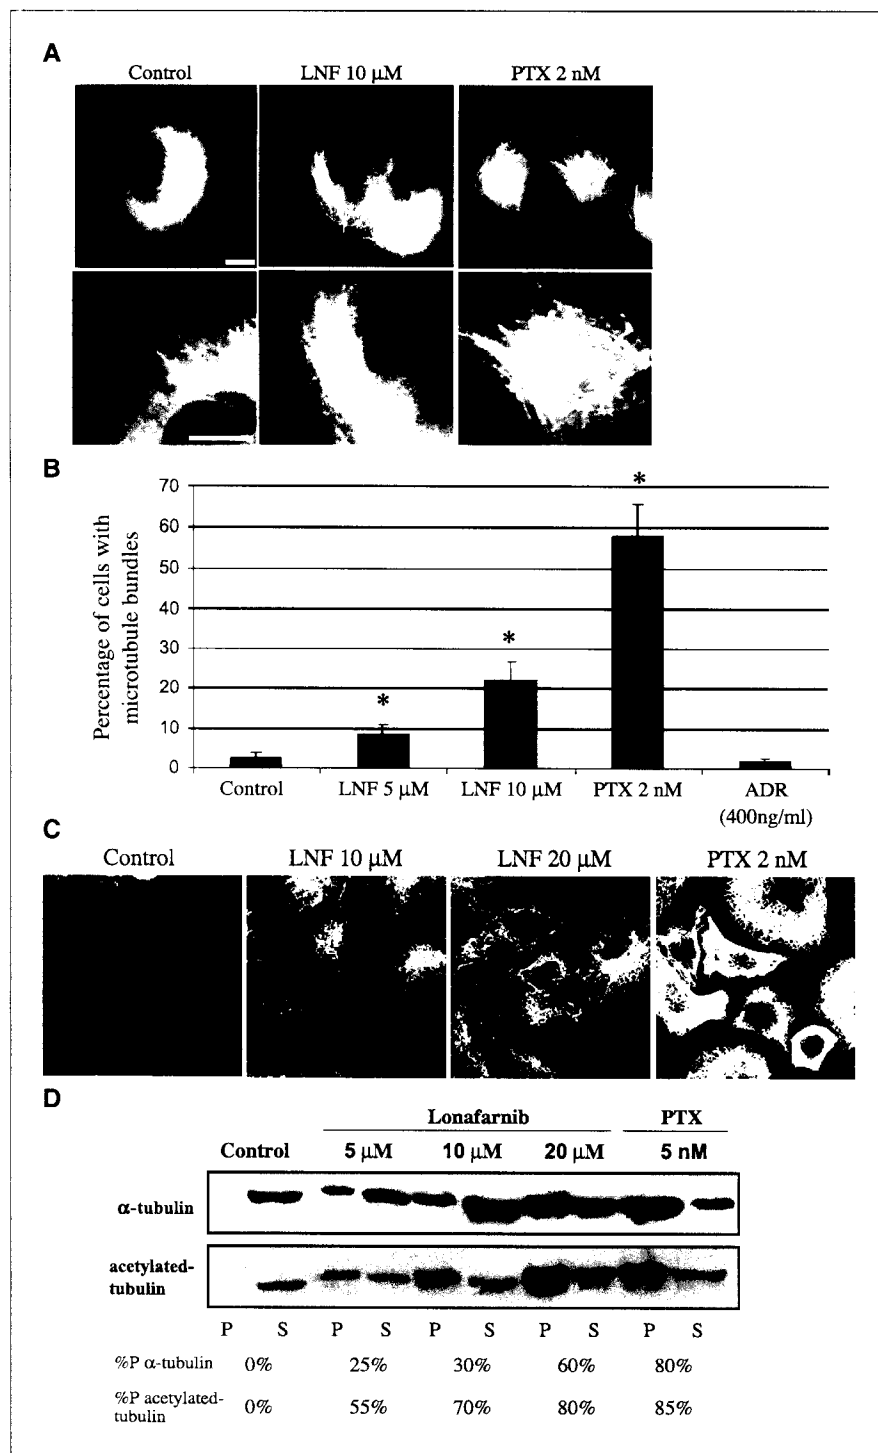 A
Control LNF 10 μM PTX 2 nM
B
Percentage of cells with
microtubule bundles
70
60
50
40
30
20
10
0
* * * *
Control LNF 5 μM LNF 10 μM PTX 2 nM ADR
(400ng/ml)
C
Control LNF 10 μM LNF 20 μM PTX 2 nM
D
Lonafarnib PTX
Control 5 μM 10 μM 20 μM 5 nM
α-tubulin
acetylated-
tubulin
P S P S P S P S P S
%P α-tubulin 0% 25% 30% 60% 80%
%P acetylated-
tubulin 0% 55% 70% 80% 85%